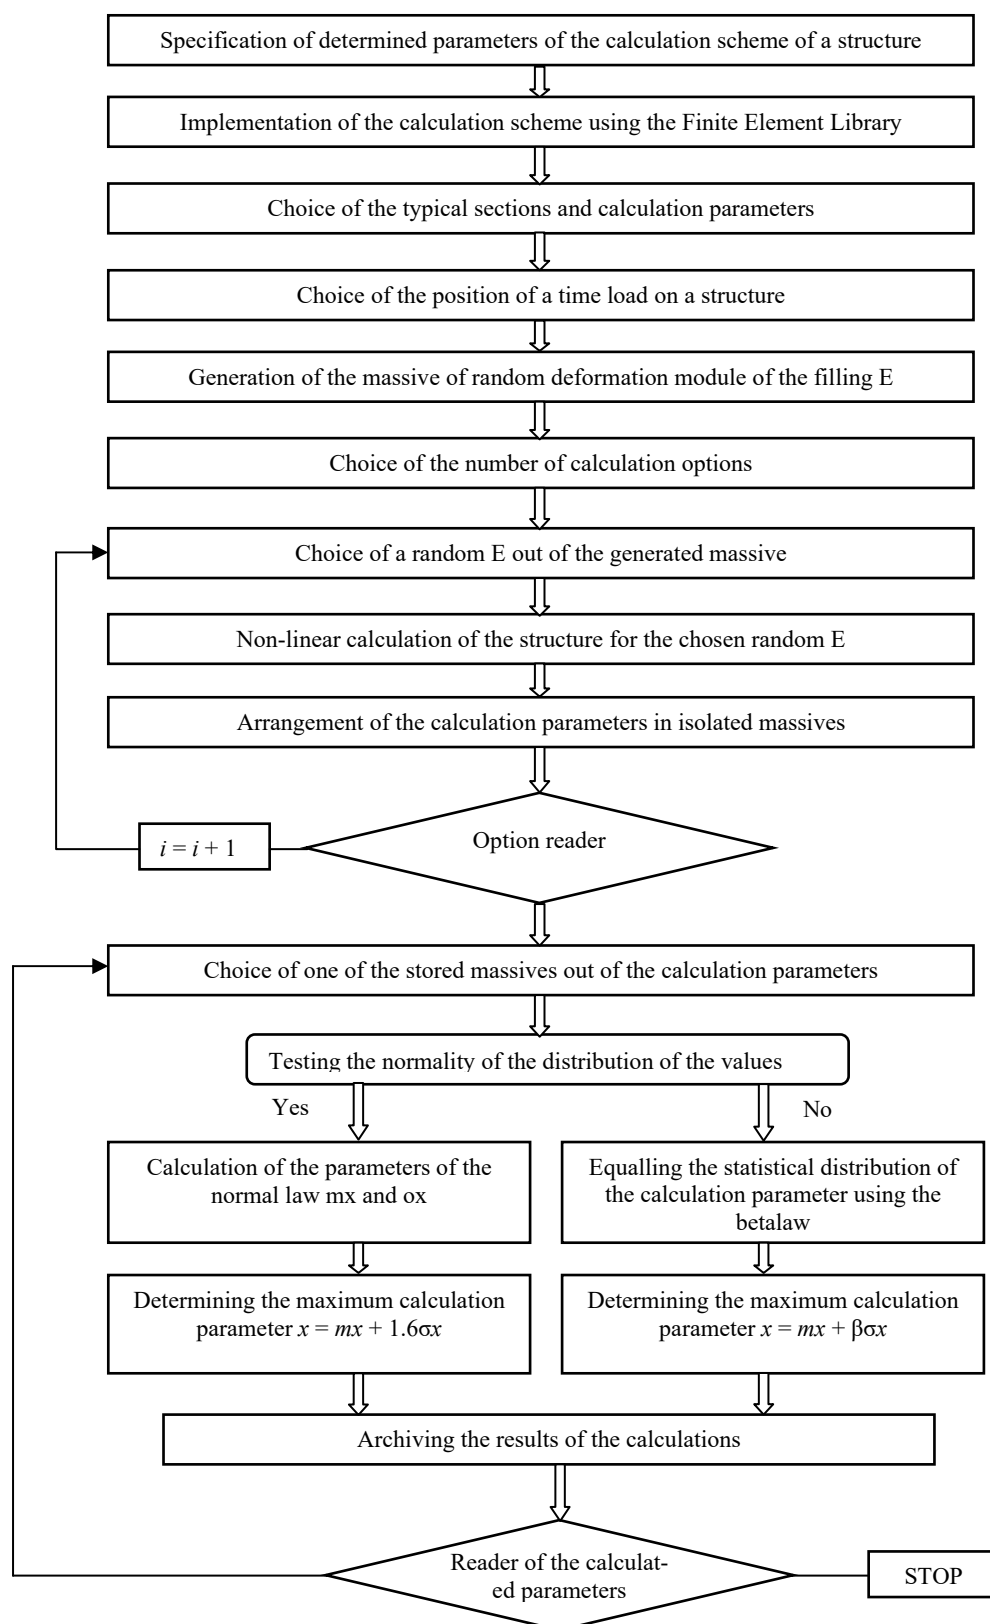 Specification of determined parameters of the calculation scheme of a structure
Implementation of the calculation scheme using the Finite Element Library
Choice of the typical sections and calculation parameters
Choice of the position of a time load on a structure
Generation of the massive of random deformation module of the filling E
Choice of the number of calculation options
Choice of a random E out of the generated massive
Non-linear calculation of the structure for the chosen random E
Arrangement of the calculation parameters in isolated massives
Option reader
i = i + 1
Choice of one of the stored massives out of the calculation parameters
Testing the normality of the distribution of the values
Yes
No
Calculation of the parameters of the
normal law mx and ox
Equalling the statistical distribution of
the calculation parameter using the
betalaw
Determining the maximum calculation
parameter x = mx + 1.6σx
Determining the maximum calculation
parameter x = mx + βσx
Archiving the results of the calculations
Reader of the calculat-
ed parameters
STOP